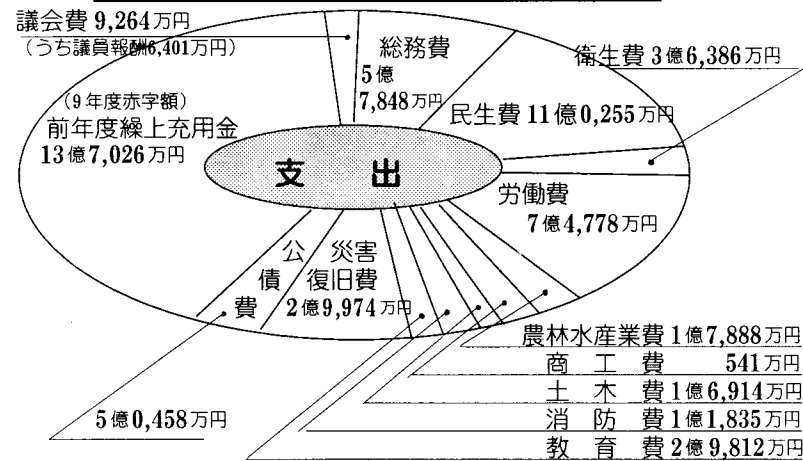 議会費 9,264万円
(うち議員報酬6,401万円)
総務費
5億
7,848万円
衛生費 3億6,386万円
民生費 11億0,255万円
(9年度赤字額)
前年度繰上充用金
13億7,026万円
支出
労働費
7億4,778万円
公債費
災害
復旧費
2億9,974万円
農林水産業費 1億7,888万円
商工費 541万円
土木費 1億6,914万円
消防費 1億1,835万円
教育費 2億9,812万円
5億0,458万円